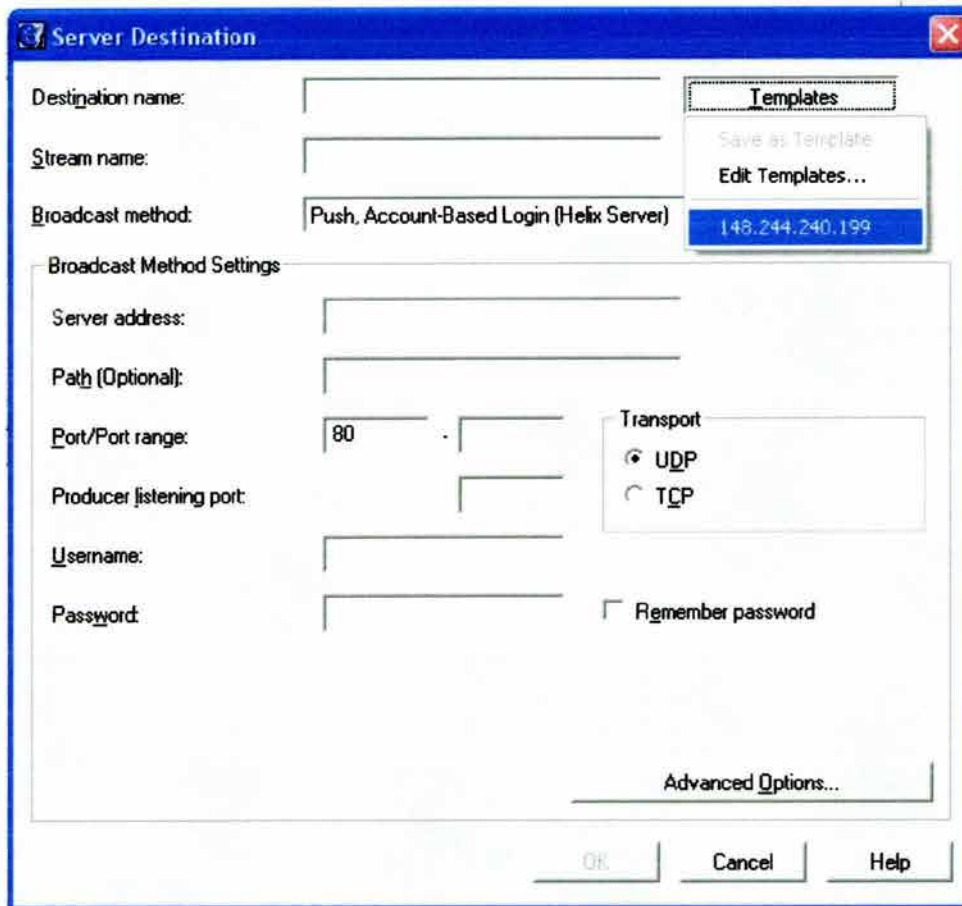 Server Destination
Destination name:
Templates
Save as Template
Edit Templates...
148.244.240.199
Stream name:
Broadcast method:
Push, Account-Based Login (Helix Server)
Broadcast Method Settings
Server address:
Path (Optional):
Port/Port range:
80
-
Transport
UDP
TCP
Producer listening port:
Username:
Password:
Remember password
Advanced Options...
OK
Cancel
Help